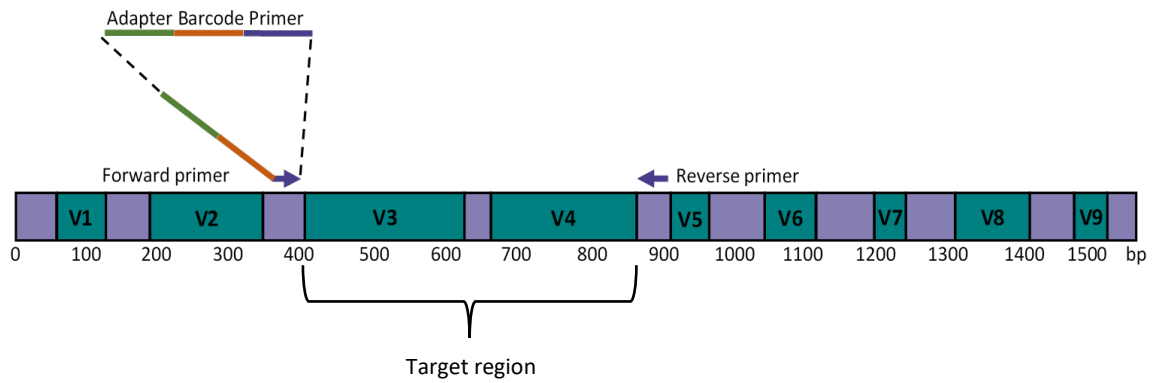 Adapter Barcode Primer
Forward primer
Reverse primer
V1 V2 V3 V4 V5 V6 V7 V8 V9
0 100 200 300 400 500 600 700 800 900 1000 1100 1200 1300 1400 1500 bp
Target region